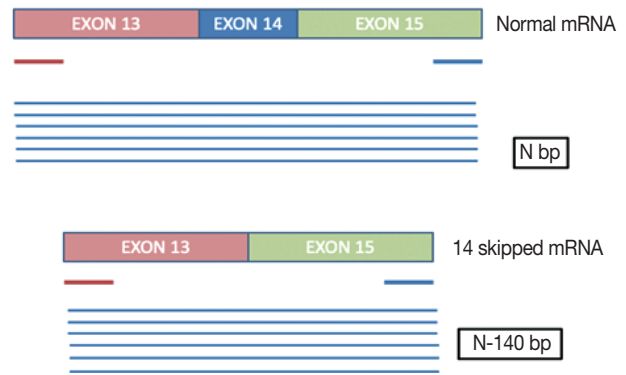 EXON 13 EXON 14 EXON 15 Normal mRNA
N bp
EXON 13 EXON 15 14 skipped mRNA
N-140 bp